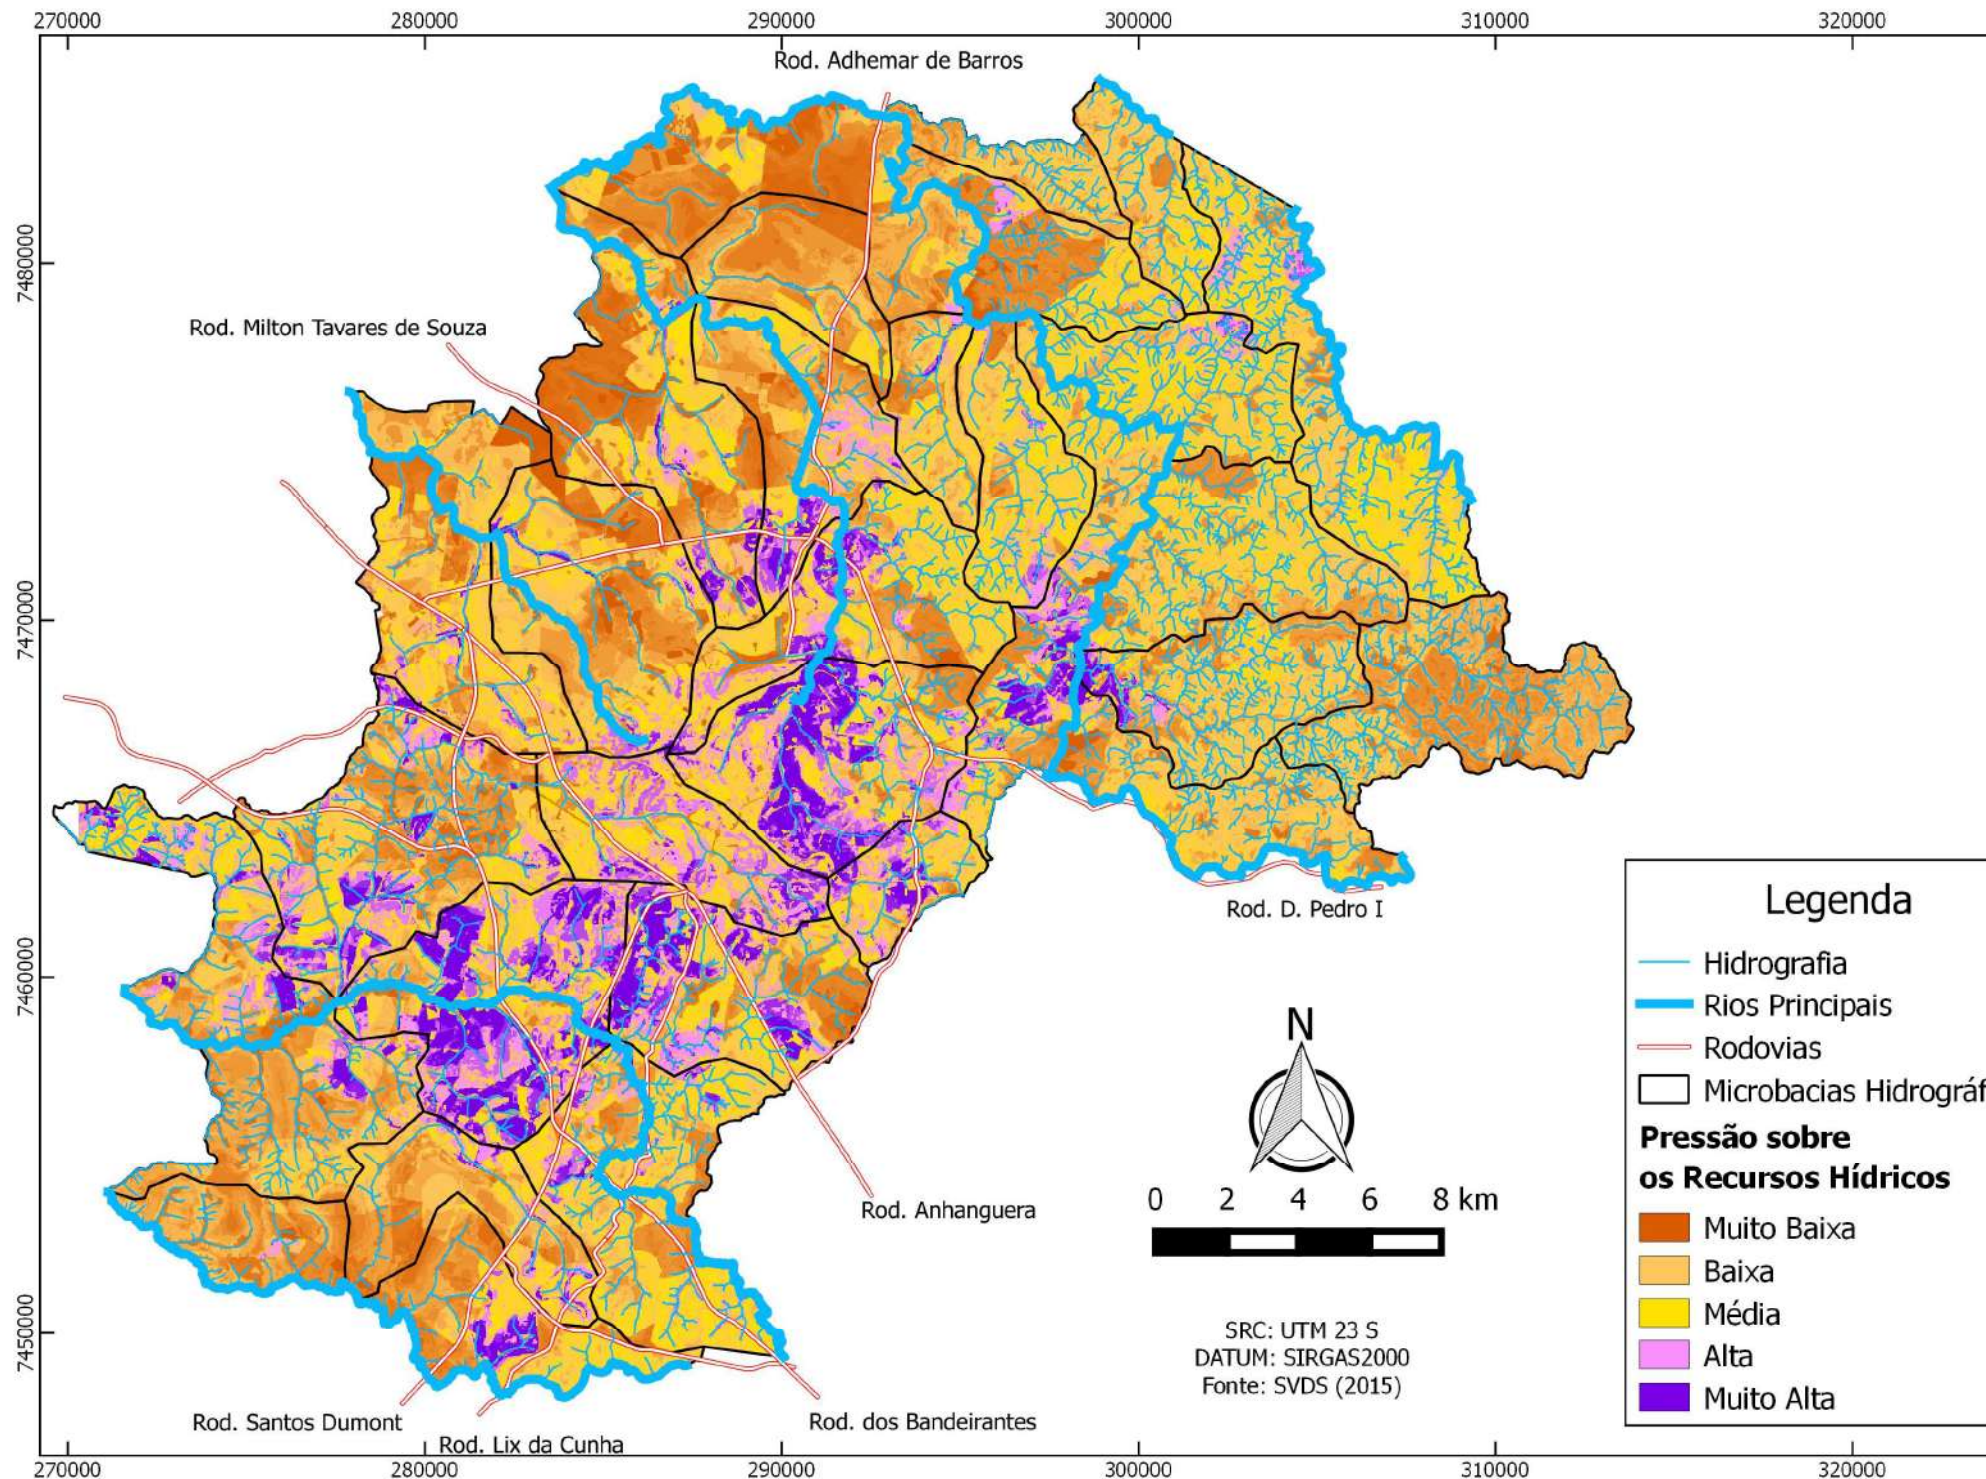 270000
280000
290000
300000
310000
320000
Rod. Adhemar de Barros
7480000
Rod. Milton Tavares de Souza
7470000
Rod. D. Pedro I
7460000
Legenda
Hidrografia
Rios Principais
Rodovias
Microbacias Hidrográf
Pressão sobre
os Recursos Hídricos
Muito Baixa
Baixa
Média
Alta
Muito Alta
N
0 2 4 6 8 km
Rod. Anhanguera
7450000
SRC: UTM 23 S
DATUM: SIRGAS2000
Fonte: SVDS (2015)
Rod. Santos Dumont
Rod. Lix da Cunha
Rod. dos Bandeirantes
270000
280000
290000
300000
310000
320000